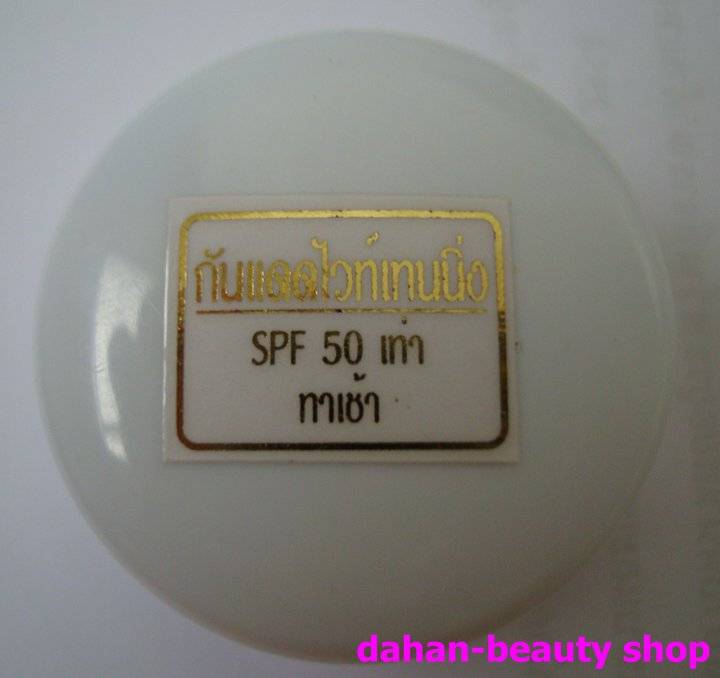 กันแดดไวท์เทนนิ่ง
SPF 50 เท่า
ทาเช้า
dahan-beauty shop